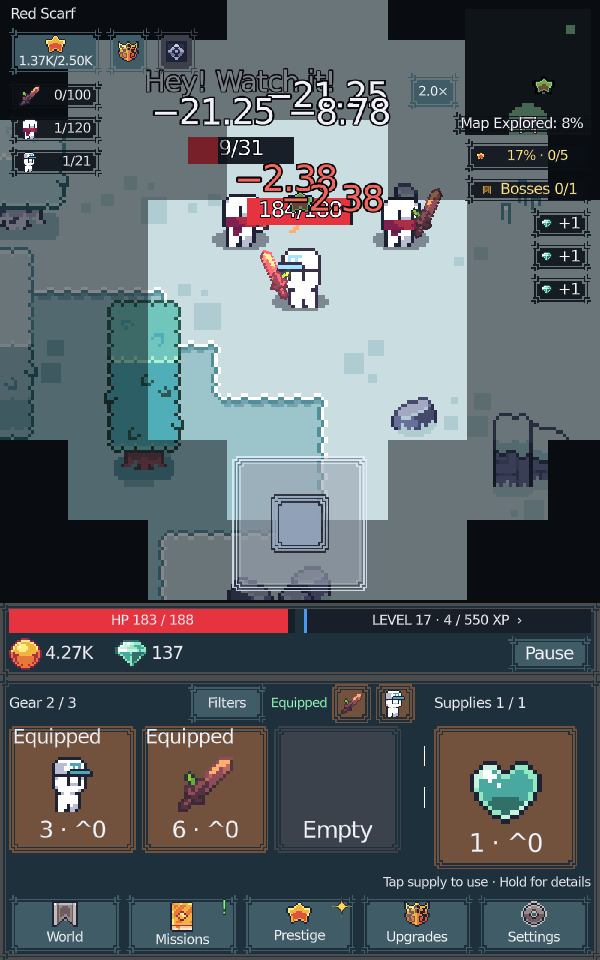 Red Scarf
1.37K/2.50K
0/100
1/120
1/21
Hey! Watch it!
−21.25
−21.25 −8.78
2.0×
9/31
−2.38
−2.38
Map Explored: 8%
17% · 0/5
Bosses 0/1
+1
+1
+1
HP 183 / 188
LEVEL 17 · 4 / 550 XP ›
4.27K
137
Pause
Gear 2 / 3
Filters
Equipped
Supplies 1 / 1
Equipped
3 · ^0
Equipped
6 · ^0
Empty
1 · ^0
Tap supply to use · Hold for details
World
Missions
!
Prestige
Upgrades
Settings